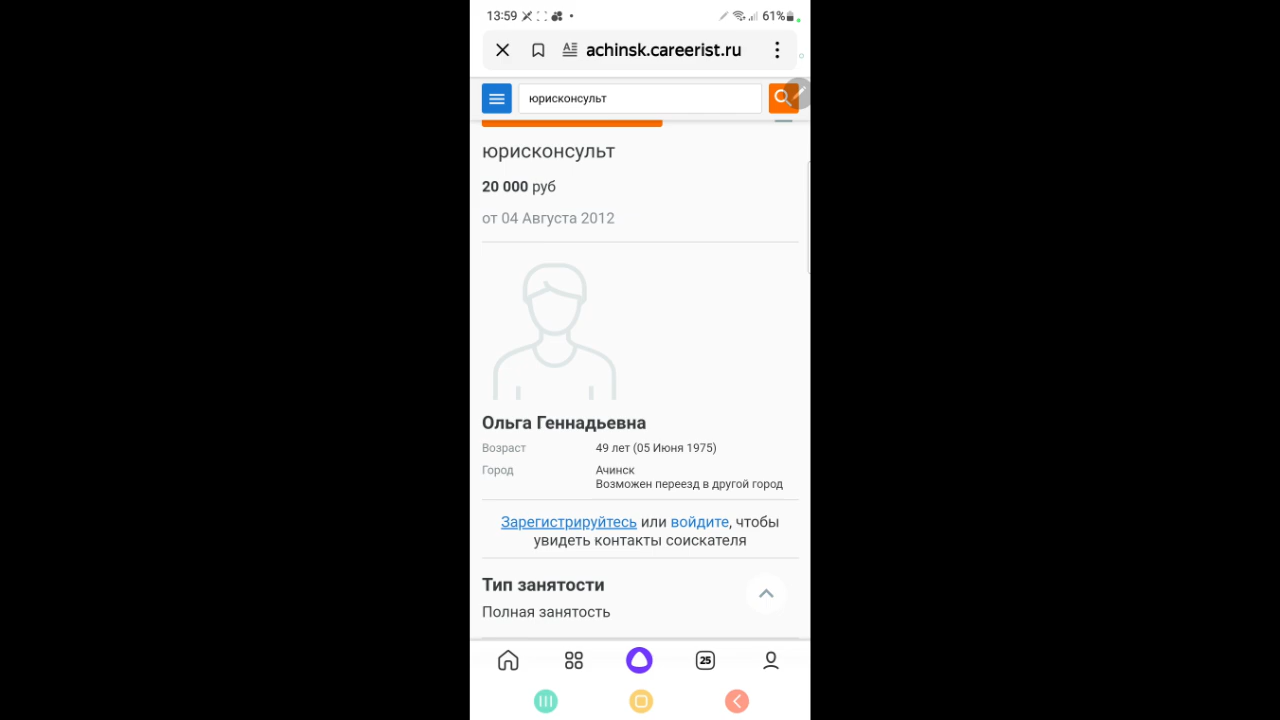 13:59
61%
achinsk.careerist.ru
юрисконсульт
юрисконсульт
20 000 руб
от 04 Августа 2012
Ольга Геннадьевна
Возраст 49 лет (05 Июня 1975)
Город Ачинск
Возможен переезд в другой город
Зарегистрируйтесь или войдите, чтобы
увидеть контакты соискателя
Тип занятости
Полная занятость
25